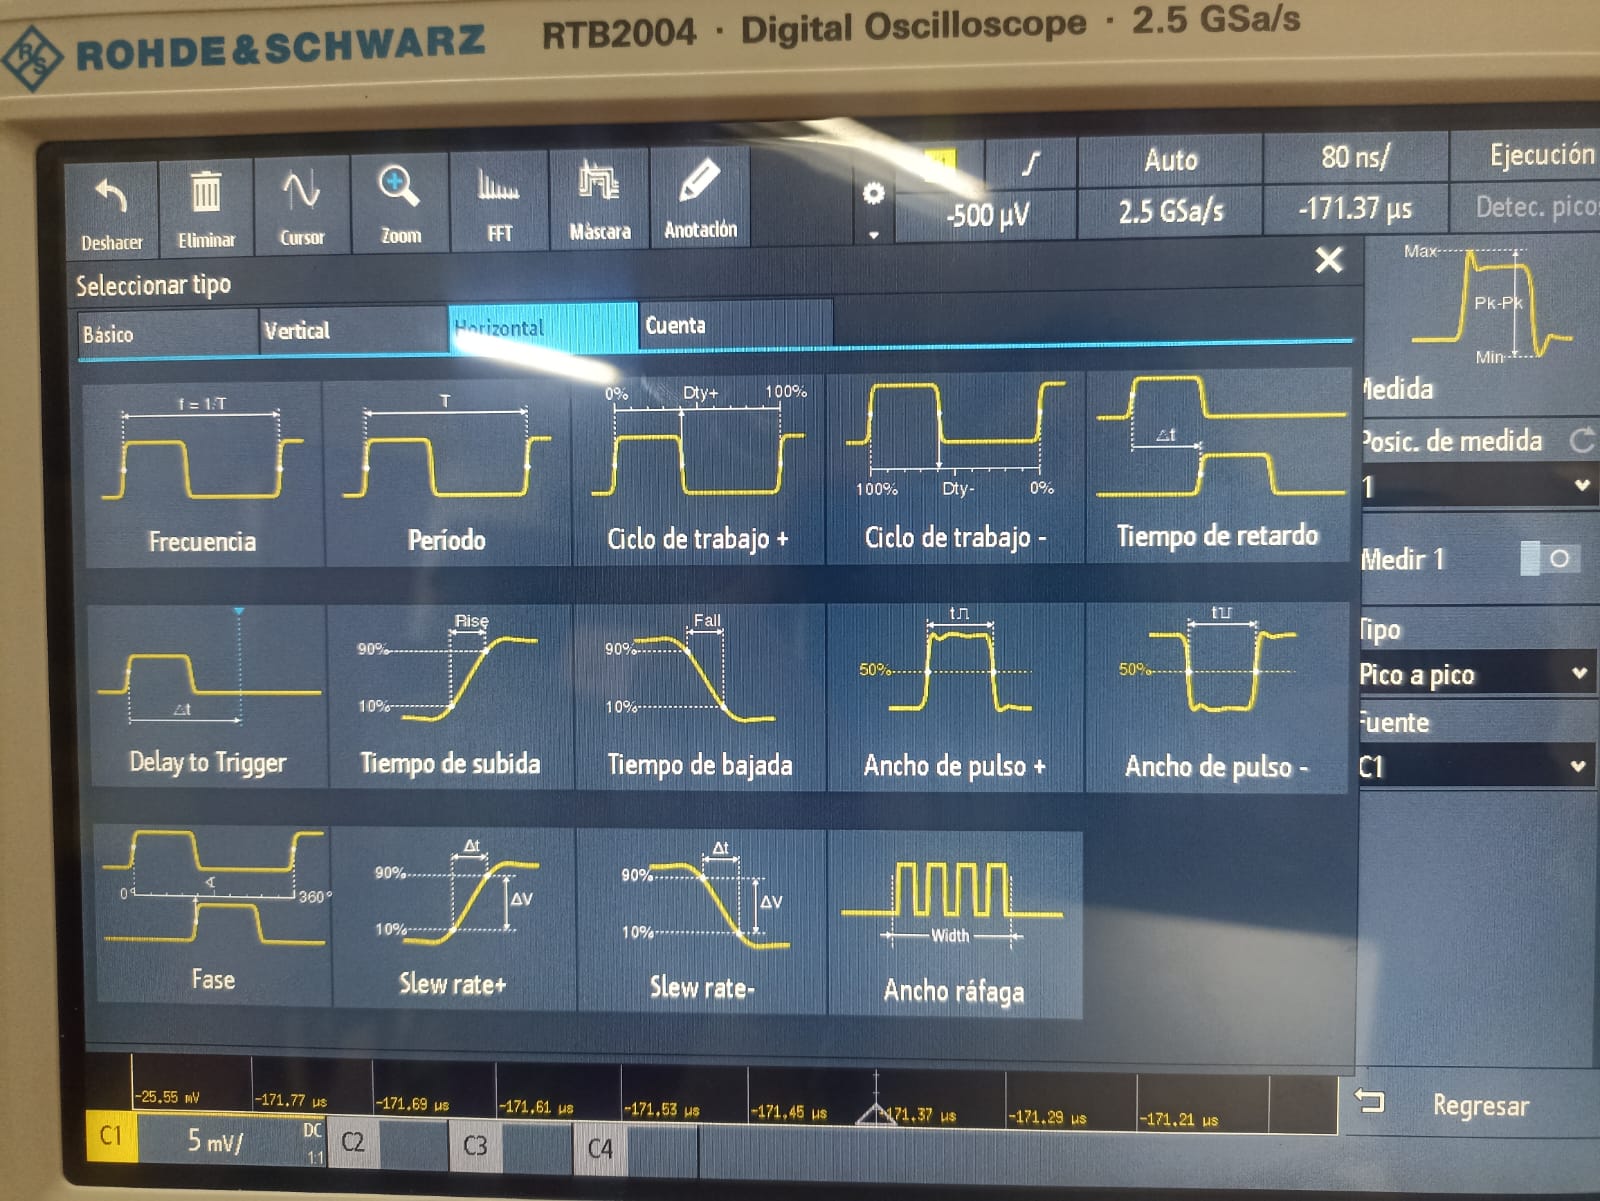 ROHDE&SCHWARZ RTB2004 · Digital Oscilloscope · 2.5 GSa/s
Deshacer
Eliminar
Cursor
Zoom
FFT
Màscara
Anotación
-500 µV
Auto
2.5 GSa/s
80 ns/
-171.37 µs
Ejecución
Detec. pico
Seleccionar tipo
Básico
Vertical
Horizontal
Cuenta
f = 1/T
Frecuencia
T
Período
0% Dty+ 100%
Ciclo de trabajo +
100% Dty- 0%
Ciclo de trabajo -
Δt
Tiempo de retardo
Δt
Delay to Trigger
Rise
90%
10%
Tiempo de subida
Fall
90%
10%
Tiempo de bajada
t
50%
Ancho de pulso +
t
50%
Ancho de pulso -
0° 360°
Fase
Δt
90%
ΔV
10%
Slew rate+
Δt
90%
ΔV
10%
Slew rate-
Width
Ancho ráfaga
Max
Pk-Pk
Min
Medida
Posic. de medida
1
Medir 1
Tipo
Pico a pico
Fuente
C1
Regresar
-25.55 mV
-171.77 µs
-171.69 µs
-171.61 µs
-171.53 µs
-171.45 µs
-171.37 µs
-171.29 µs
-171.21 µs
C1
5 mV/
DC
1:1
C2
C3
C4